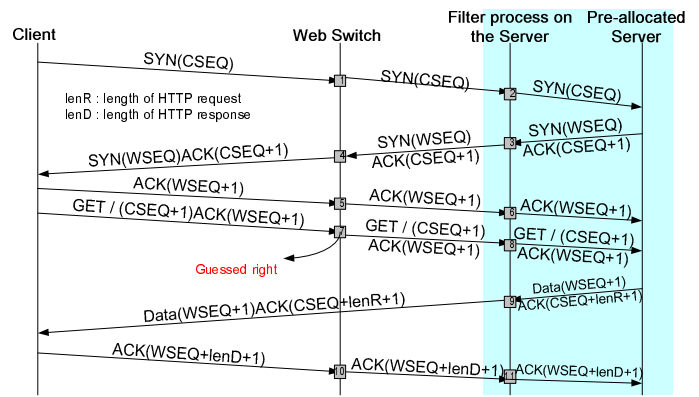 Client
Web Switch
Filter process on
the Server
Pre-allocated
Server
SYN(CSEQ)
1
SYN(CSEQ)
2
SYN(CSEQ)
lenR : length of HTTP request
lenD : length of HTTP response
SYN(WSEQ)
ACK(CSEQ+1)
3
SYN(WSEQ)
ACK(CSEQ+1)
4
SYN(WSEQ)ACK(CSEQ+1)
ACK(WSEQ+1)
5
ACK(WSEQ+1)
6
ACK(WSEQ+1)
GET / (CSEQ+1)ACK(WSEQ+1)
7
GET / (CSEQ+1)
ACK(WSEQ+1)
8
GET / (CSEQ+1)
ACK(WSEQ+1)
Guessed right
Data(WSEQ+1)
ACK(CSEQ+lenR+1)
9
Data(WSEQ+1)ACK(CSEQ+lenR+1)
ACK(WSEQ+lenD+1)
10
ACK(WSEQ+lenD+1)
11
ACK(WSEQ+lenD+1)